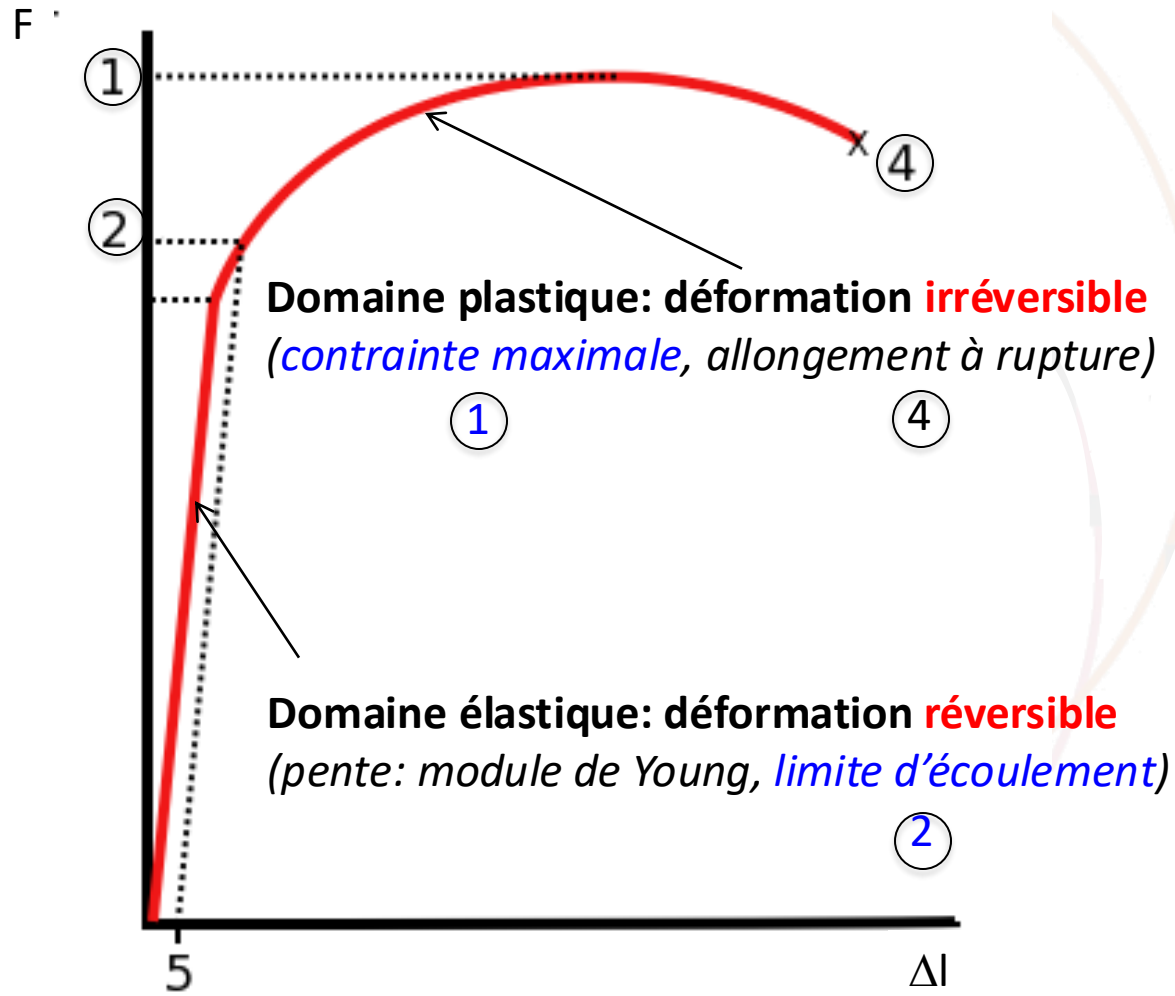 F
1
4
2
Domaine plastique: déformation irréversible
(contrainte maximale, allongement à rupture)
1 4
Domaine élastique: déformation réversible
(pente: module de Young, limite d’écoulement)
2
5 Δl